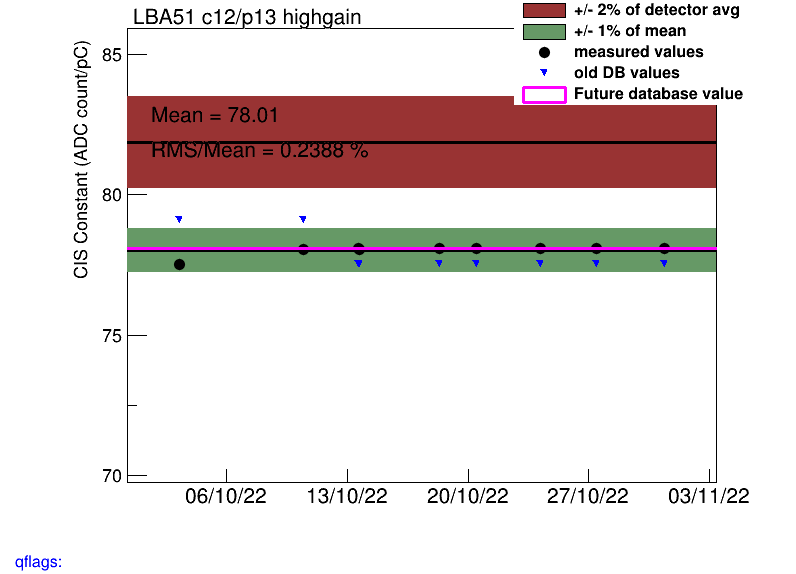 LBA51 c12/p13 highgain
+/- 2% of detector avg
+/- 1% of mean
measured values
old DB values
Future database value
CIS Constant (ADC count/pC)
85
80
75
70
Mean = 78.01
RMS/Mean = 0.2388 %
06/10/22 13/10/22 20/10/22 27/10/22 03/11/22
qflags: